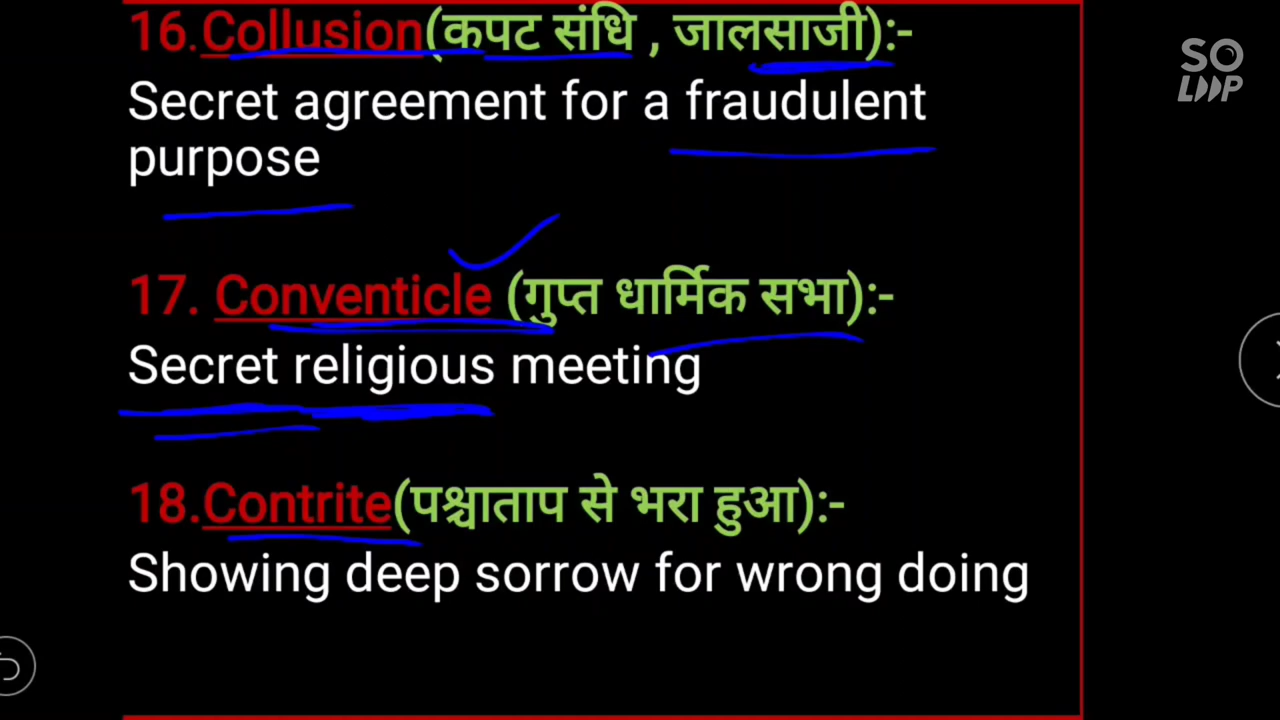 16.Collusion(कपट संधि , जालसाजी):-
Secret agreement for a fraudulent
purpose
17. Conventicle (गुप्त धार्मिक सभा):-
Secret religious meeting
18.Contrite(पश्चाताप से भरा हुआ):-
Showing deep sorrow for wrong doing
SO
LOOP